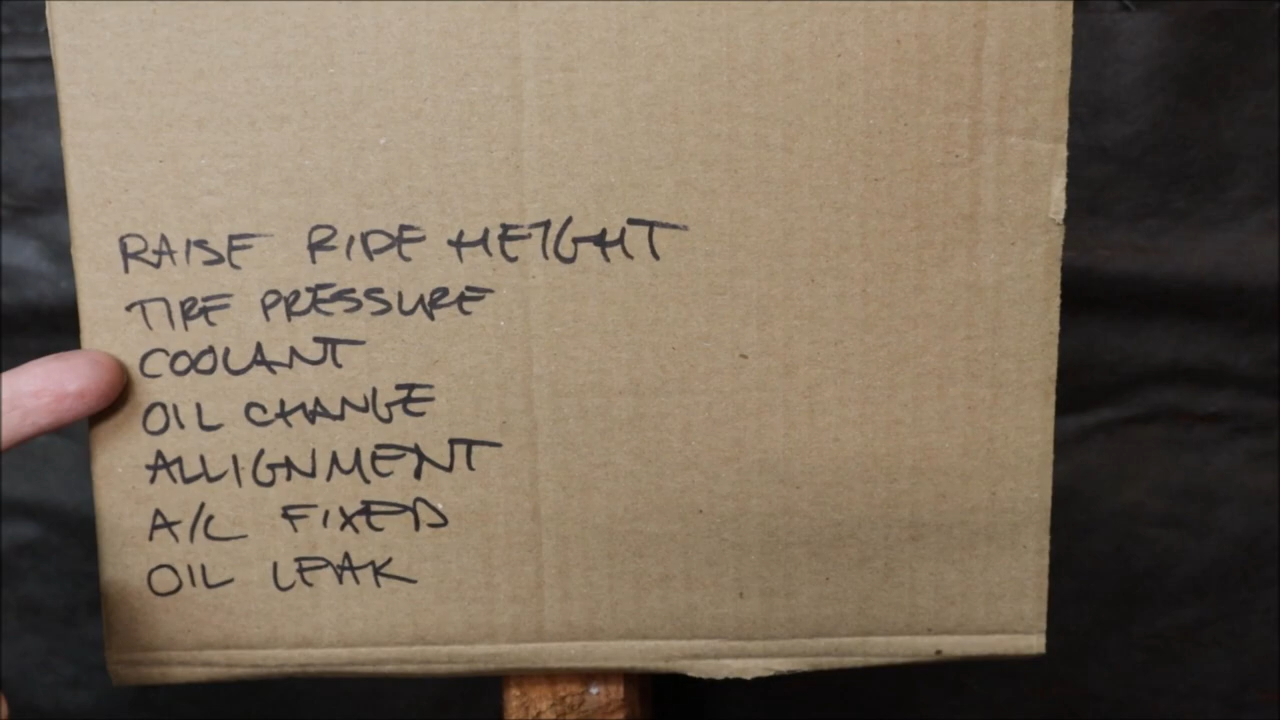 RAISE RIDE HEIGHT
TIRE PRESSURE
COOLANT
OIL CHANGE
ALLIGNMENT
A/C FIXED
OIL LEAK